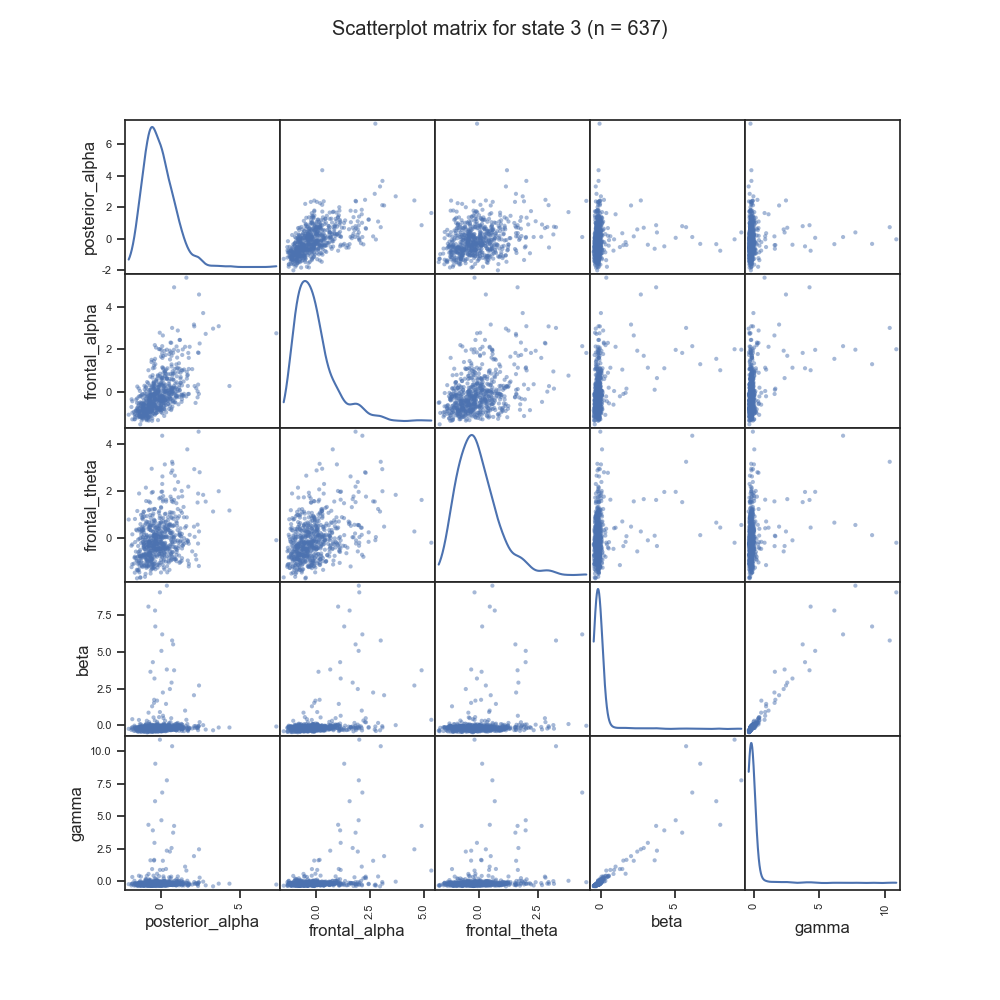 Scatterplot matrix for state 3 (n = 637)
posterior_alpha
6
4
2
0
-2
frontal_alpha
4
2
0
frontal_theta
4
2
0
beta
7.5
5.0
2.5
0.0
gamma
10.0
7.5
5.0
2.5
0.0
0.0 5 0.0 2.5 5.0 0.0 2.5 0 5 0 5 10
posterior_alpha frontal_alpha frontal_theta beta gamma